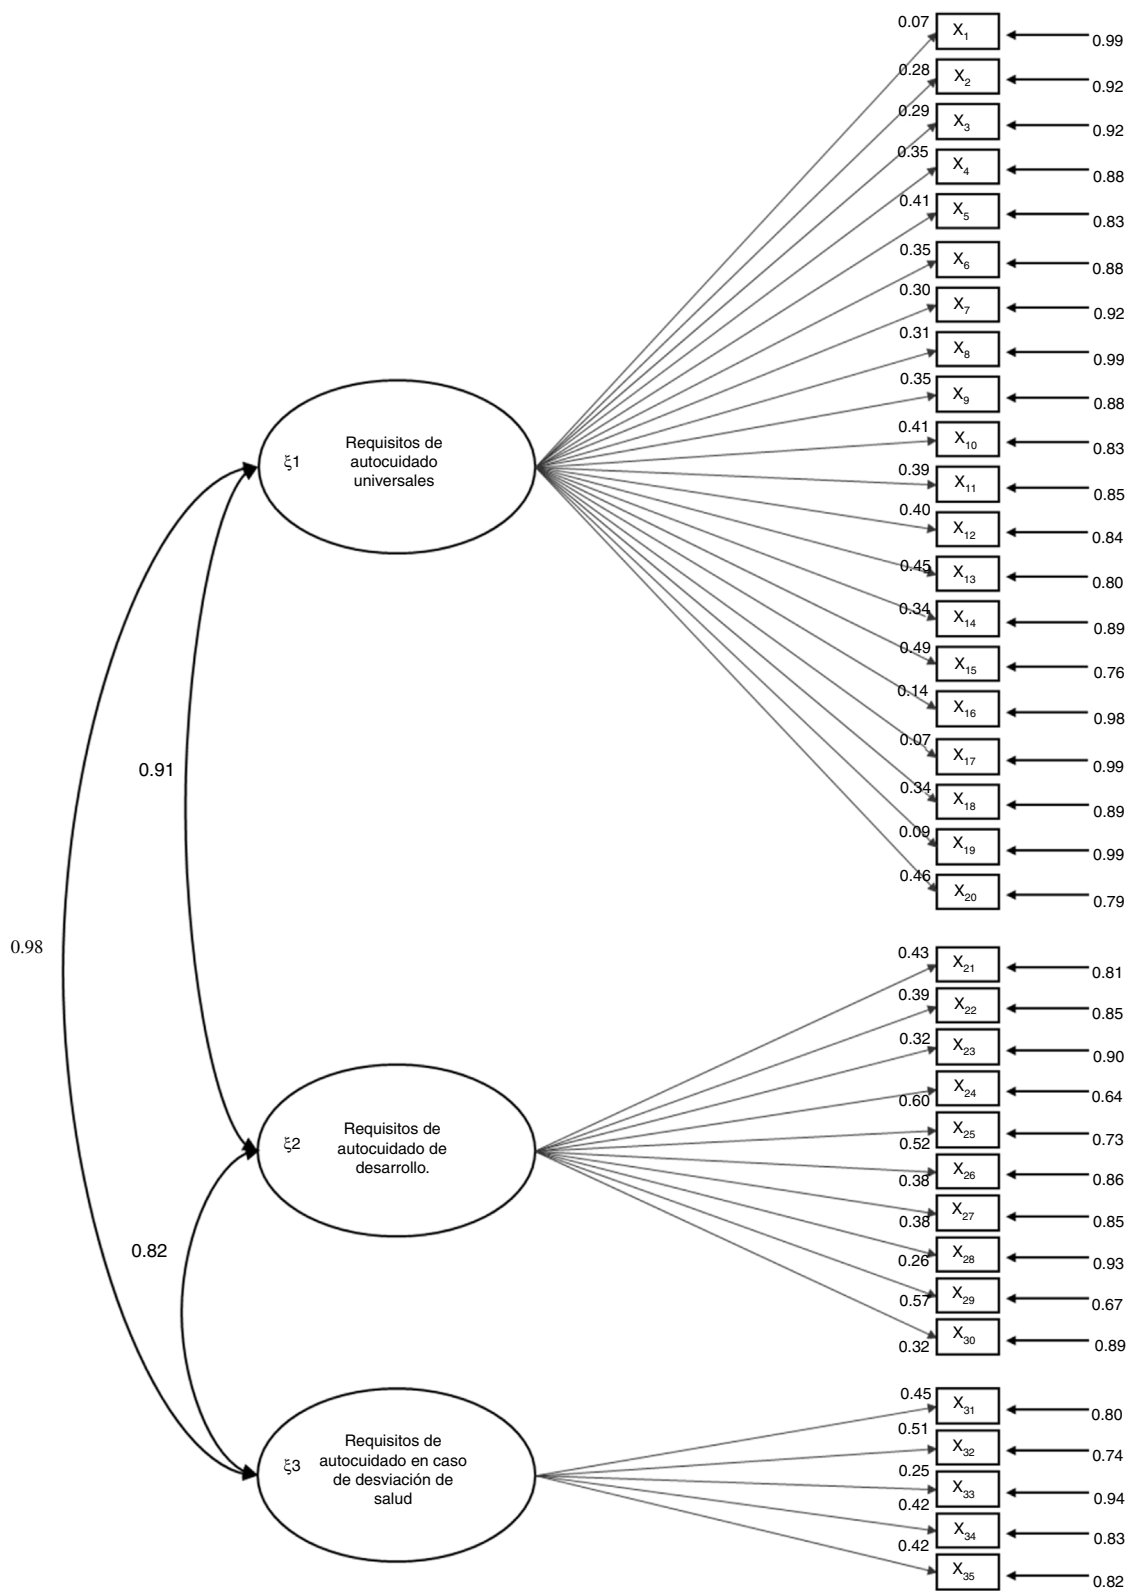 0.07 X1 0.99
0.28 X2 0.92
0.29 X3 0.92
0.35 X4 0.88
0.41 X5 0.83
0.35 X6 0.88
0.30 X7 0.92
0.31 X8 0.99
0.35 X9 0.88
0.41 X10 0.83
0.39 X11 0.85
0.40 X12 0.84
0.45 X13 0.80
0.34 X14 0.89
0.49 X15 0.76
0.14 X16 0.98
0.07 X17 0.99
0.34 X18 0.89
0.09 X19 0.99
0.46 X20 0.79
ξ1
Requisitos de
autocuidado
universales
0.91
0.98
0.43 X21 0.81
0.39 X22 0.85
0.32 X23 0.90
0.60 X24 0.64
0.52 X25 0.73
0.38 X26 0.86
0.38 X27 0.85
0.26 X28 0.93
0.57 X29 0.67
0.32 X30 0.89
ξ2
Requisitos de
autocuidado de
desarrollo.
0.82
0.45 X31 0.80
0.51 X32 0.74
0.25 X33 0.94
0.42 X34 0.83
0.42 X35 0.82
ξ3
Requisitos de
autocuidado en caso
de desviación de
salud